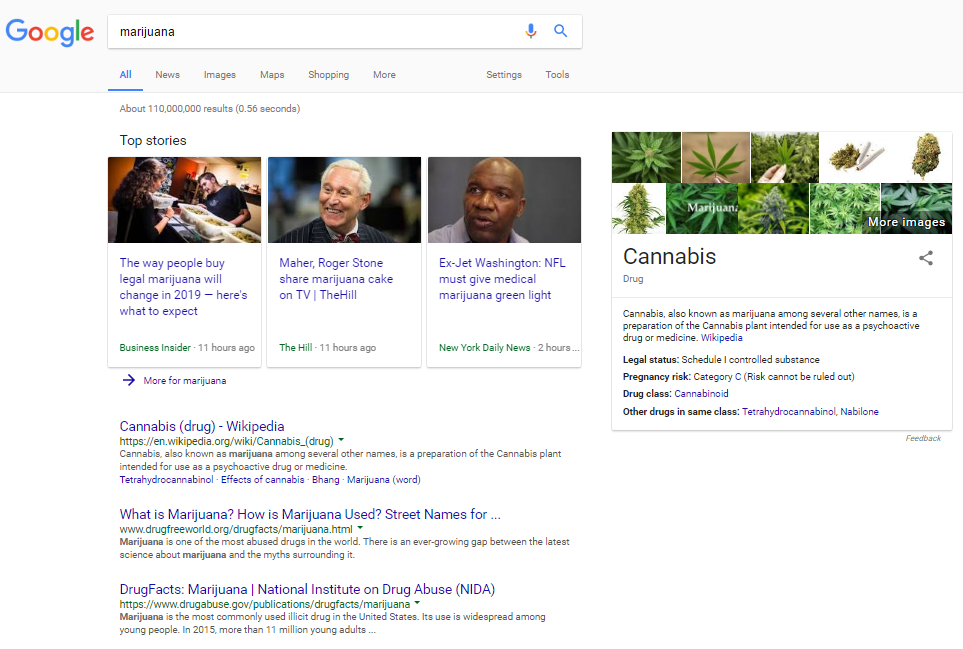 Google
marijuana
All News Images Maps Shopping More Settings Tools
About 110,000,000 results (0.56 seconds)
Top stories
The way people buy
legal marijuana will
change in 2019 — here's
what to expect
Business Insider · 11 hours ago
Maher, Roger Stone
share marijuana cake
on TV | TheHill
The Hill · 11 hours ago
Ex-Jet Washington: NFL
must give medical
marijuana green light
New York Daily News · 2 hours...
More for marijuana
Cannabis (drug) - Wikipedia
https://en.wikipedia.org/wiki/Cannabis_(drug)
Cannabis, also known as marijuana among several other names, is a preparation of the Cannabis plant
intended for use as a psychoactive drug or medicine.
Tetrahydrocannabinol · Effects of cannabis · Bhang · Marijuana (word)
What is Marijuana? How is Marijuana Used? Street Names for ...
www.drugfreeworld.org/drugfacts/marijuana.html
Marijuana is one of the most abused drugs in the world. There is an ever-growing gap between the latest
science about marijuana and the myths surrounding it.
DrugFacts: Marijuana | National Institute on Drug Abuse (NIDA)
https://www.drugabuse.gov/publications/drugfacts/marijuana
Marijuana is the most commonly used illicit drug in the United States. Its use is widespread among
young people. In 2015, more than 11 million young adults ...
Marijuana
More images
Cannabis
Drug
Cannabis, also known as marijuana among several other names, is a
preparation of the Cannabis plant intended for use as a psychoactive
drug or medicine. Wikipedia
Legal status: Schedule I controlled substance
Pregnancy risk: Category C (Risk cannot be ruled out)
Drug class: Cannabinoid
Other drugs in same class: Tetrahydrocannabinol, Nabilone
Feedback